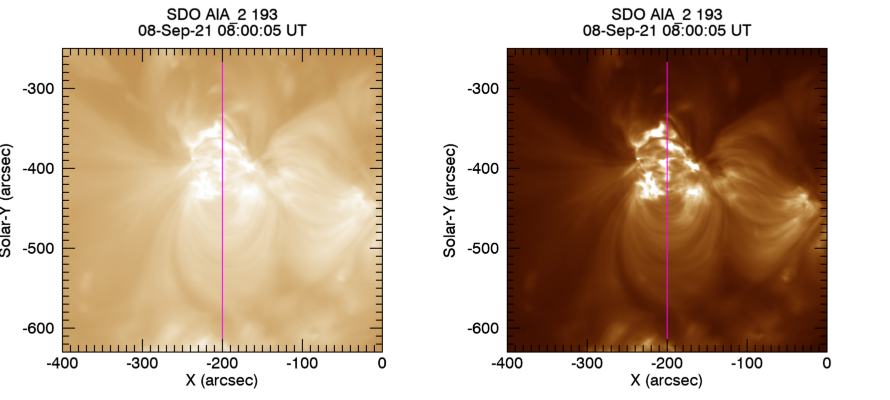 SDO AIA_2 193
08-Sep-21 08:00:05 UT
-300
-400
-500
-600
Solar-Y (arcsec)
-400 -300 -200 -100 0
X (arcsec)
SDO AIA_2 193
08-Sep-21 08:00:05 UT
-300
-400
-500
-600
Solar-Y (arcsec)
-400 -300 -200 -100 0
X (arcsec)